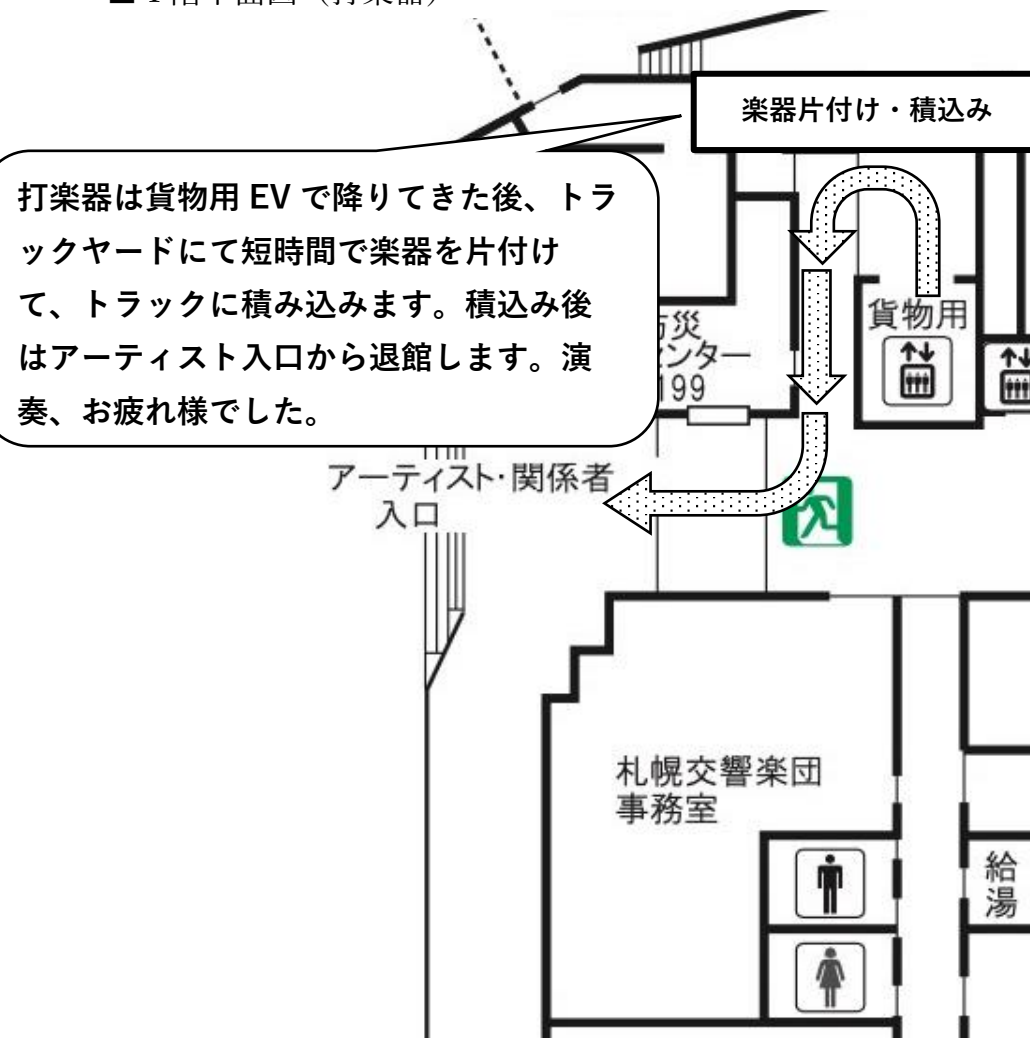 楽器片付け・積込み
打楽器は貨物用 EV で降りてきた後、トラ
ックヤードにて短時間で楽器を片付け
て、トラックに積み込みます。積込み後
はアーティスト入口から退館します。演
奏、お疲れ様でした。
貨物用
災
ンター
199
アーティスト・関係者
入口
札幌交響楽団
事務室
給
湯